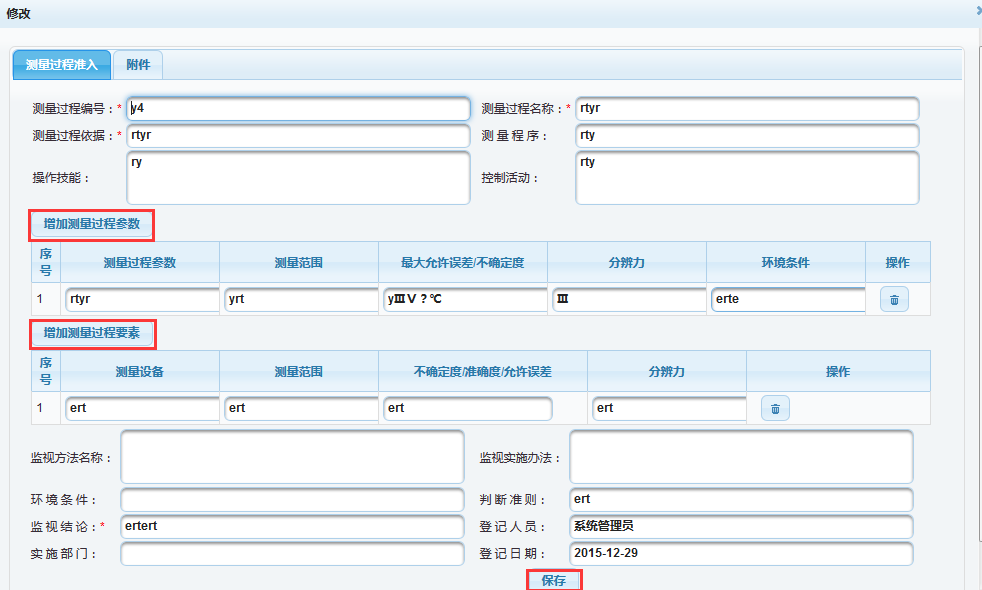 修改
测量过程准入 附件
测量过程编号：* y4 测量过程名称：* rtyr
测量过程依据：* rtyr 测 量 程 序： rty
操作技能： ry 控制活动： rty
增加测量过程参数
序号 测量过程参数 测量范围 最大允许误差/不确定度 分辨力 环境条件 操作
1 rtyr yrt yⅢⅤ？℃ Ⅲ erte
增加测量过程要素
序号 测量设备 测量范围 不确定度/准确度/允许误差 分辨力 操作
1 ert ert ert ert
监视方法名称： 监视实施办法：
环 境 条 件： 判 断 准 则： ert
监 视 结 论：* ertert 登 记 人 员： 系统管理员
实 施 部 门： 登 记 日 期： 2015-12-29
保存